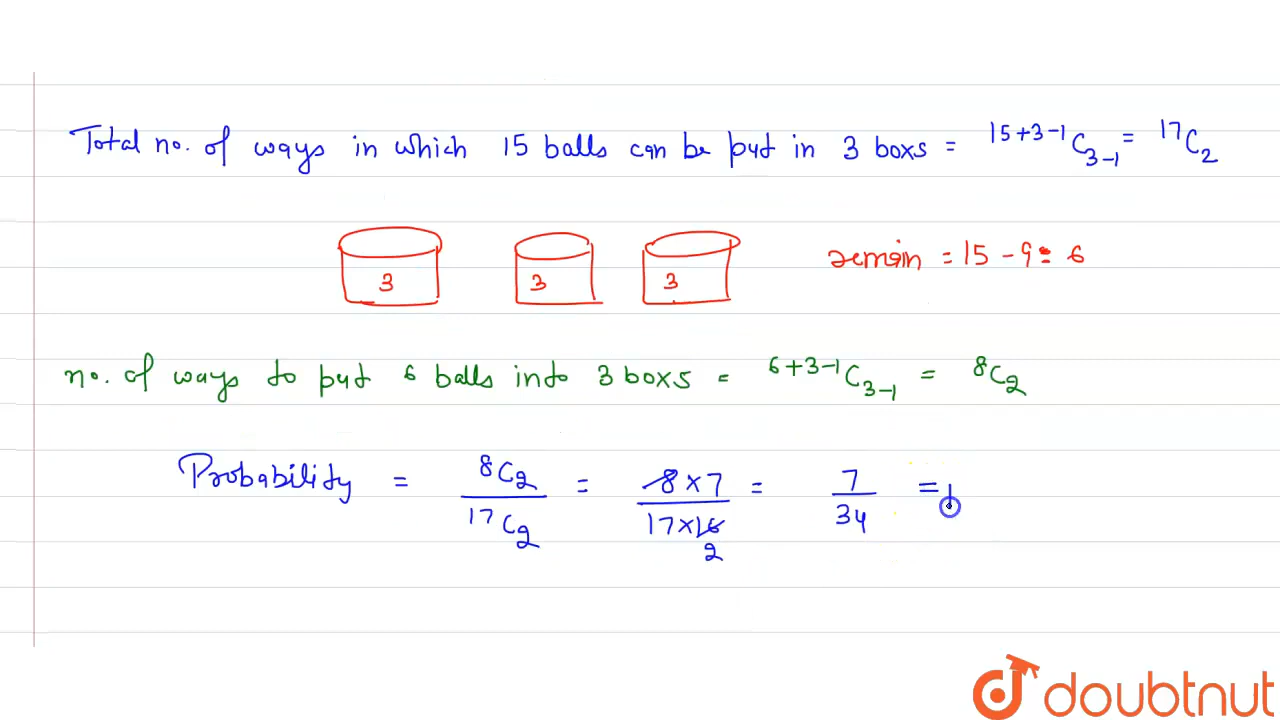 Total no. of ways in which 15 balls can be put in 3 boxs = ¹⁵⁺³⁻¹C₃₋₁ = ¹⁷C₂
3 3 3 remain = 15 - 9 = 6
no. of ways to put 6 balls into 3 boxs = ⁶⁺³⁻¹C₃₋₁ = ⁸C₂
Probability = ⁸C₂ / ¹⁷C₂ = 8 × 7 / 17 × 16 2 = 7 / 34 =
doubtnut